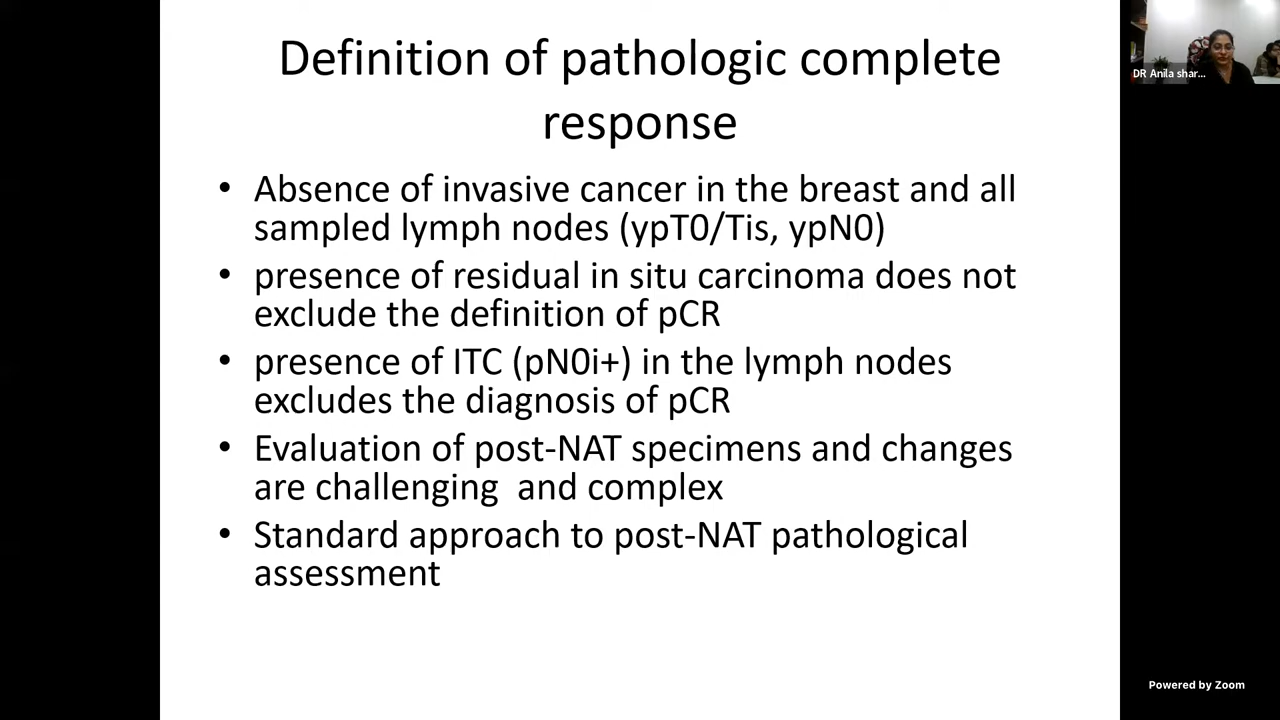 Definition of pathologic complete
response
• Absence of invasive cancer in the breast and all
sampled lymph nodes (ypT0/Tis, ypN0)
• presence of residual in situ carcinoma does not
exclude the definition of pCR
• presence of ITC (pN0i+) in the lymph nodes
excludes the diagnosis of pCR
• Evaluation of post-NAT specimens and changes
are challenging  and complex
• Standard approach to post-NAT pathological
assessment
DR Anila shar...
Powered by Zoom